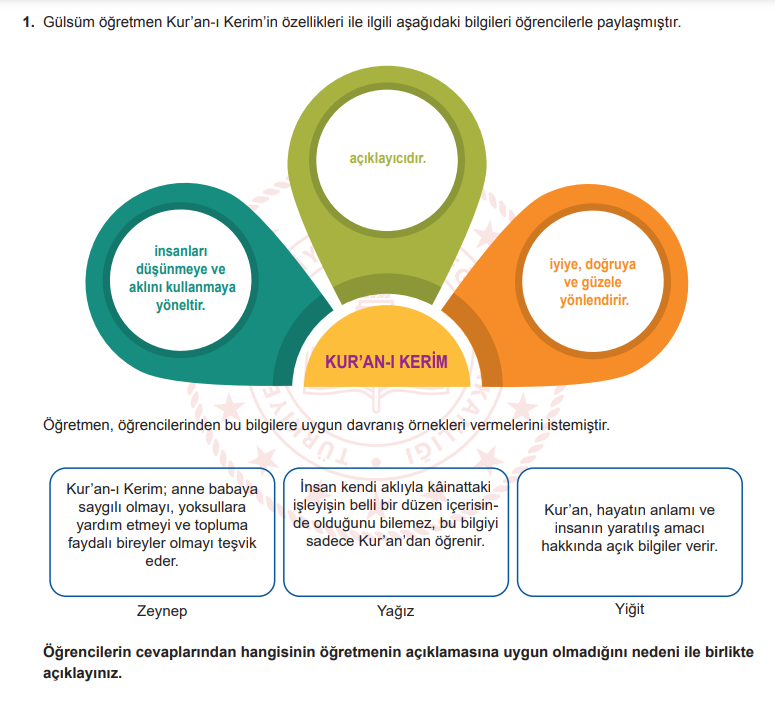 1. Gülsüm öğretmen Kur'an-ı Kerim'in özellikleri ile ilgili aşağıdaki bilgileri öğrencilerle paylaşmıştır.
açıklayıcıdır.
insanları
düşünmeye ve
aklını kullanmaya
yöneltir.
iyiye, doğruya
ve güzele
yönlendirir.
KUR'AN-I KERİM
Öğretmen, öğrencilerinden bu bilgilere uygun davranış örnekleri vermelerini istemiştir.
Kur'an-ı Kerim; anne babaya
saygılı olmayı, yoksullara
yardım etmeyi ve topluma
faydalı bireyler olmayı teşvik
eder.
Zeynep
İnsan kendi aklıyla kâinattaki
işleyişin belli bir düzen içerisin-
de olduğunu bilemez, bu bilgiyi
sadece Kur'an'dan öğrenir.
Yağız
Kur'an, hayatın anlamı ve
insanın yaratılış amacı
hakkında açık bilgiler verir.
Yiğit
Öğrencilerin cevaplarından hangisinin öğretmenin açıklamasına uygun olmadığını nedeni ile birlikte
açıklayınız.